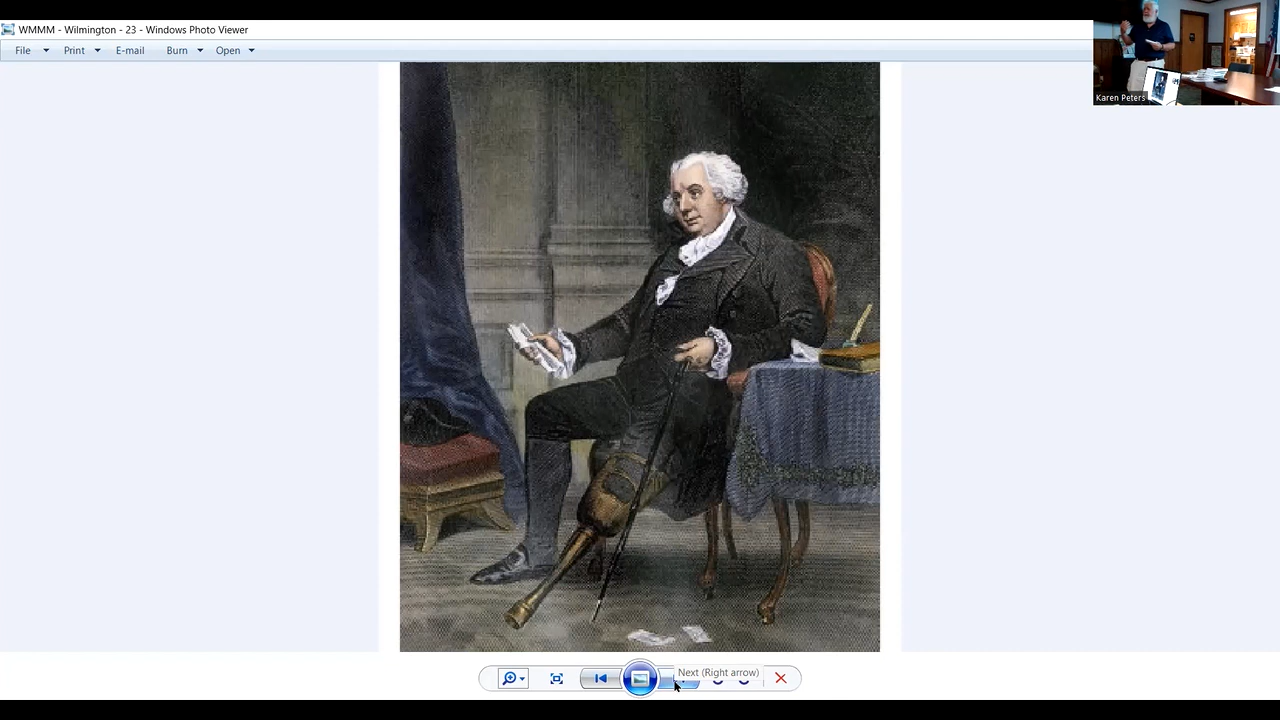 WMMM - Wilmington - 23 - Windows Photo Viewer
File Print E-mail Burn Open
Karen Peters
Next (Right arrow)